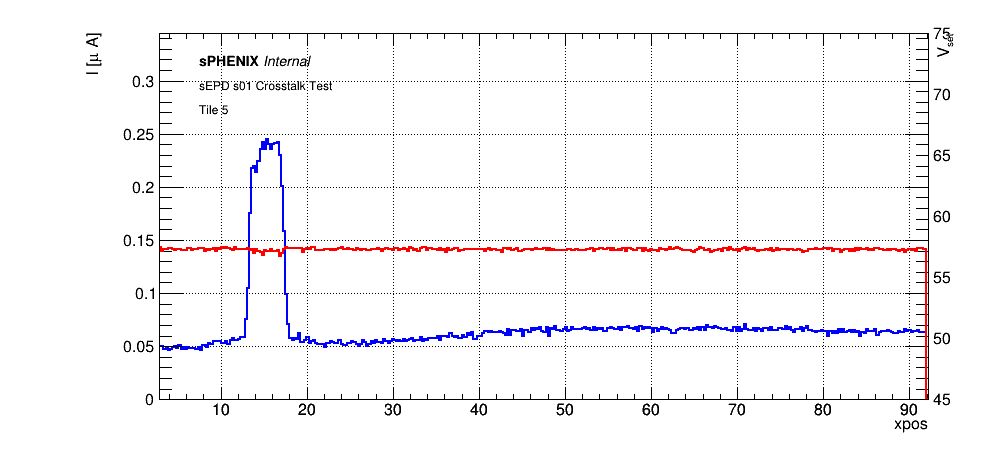 I [μ A]
75
V set
sPHENIX Internal
sEPD s01 Crosstalk Test
Tile 5
0.3
0.25
0.2
0.15
0.1
0.05
0
70
65
60
55
50
45
10 20 30 40 50 60 70 80 90
xpos